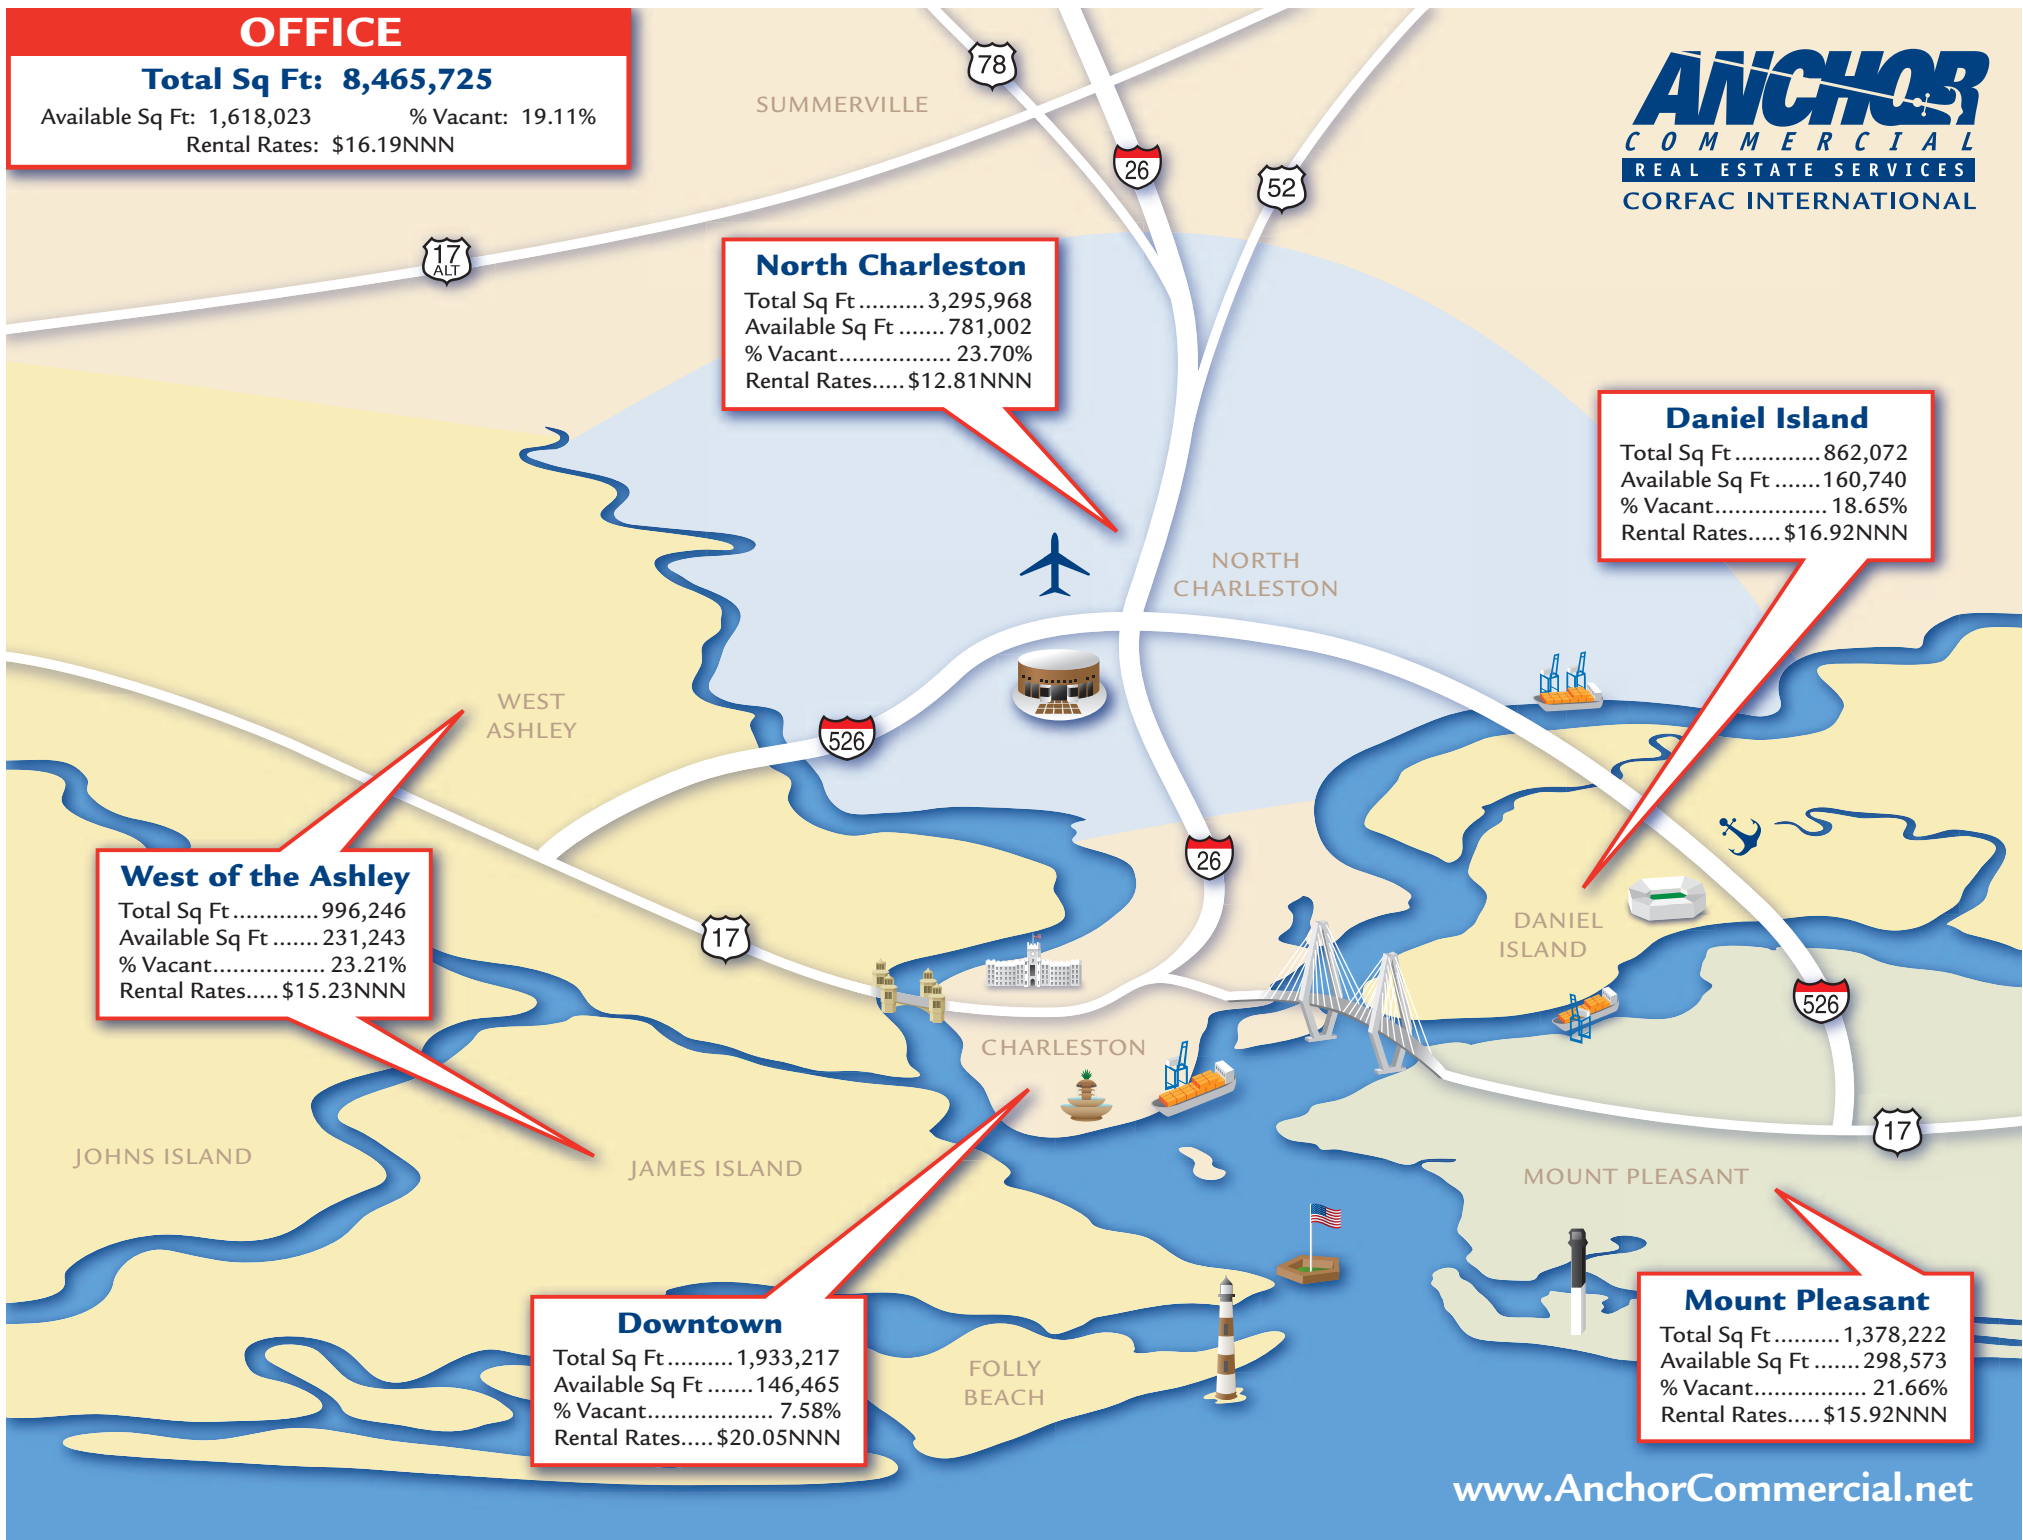 OFFICE
Total Sq Ft: 8,465,725
Available Sq Ft: 1,618,023 % Vacant: 19.11%
Rental Rates: $16.19NNN
ANCHOR
COMMERCIAL
REAL ESTATE SERVICES
CORFAC INTERNATIONAL
78
SUMMERVILLE
26
52
17
ALT
North Charleston
Total Sq Ft..........3,295,968
Available Sq Ft.......781,002
% Vacant................. 23.70%
Rental Rates.....$12.81NNN
Daniel Island
Total Sq Ft.............862,072
Available Sq Ft.......160,740
% Vacant................. 18.65%
Rental Rates.....$16.92NNN
NORTH
CHARLESTON
WEST
ASHLEY
526
26
West of the Ashley
Total Sq Ft.............996,246
Available Sq Ft.......231,243
% Vacant................. 23.21%
Rental Rates.....$15.23NNN
17
DANIEL
ISLAND
526
CHARLESTON
17
JOHNS ISLAND
JAMES ISLAND
MOUNT PLEASANT
Downtown
Total Sq Ft..........1,933,217
Available Sq Ft.......146,465
% Vacant................... 7.58%
Rental Rates.....$20.05NNN
FOLLY
BEACH
Mount Pleasant
Total Sq Ft..........1,378,222
Available Sq Ft.......298,573
% Vacant................. 21.66%
Rental Rates.....$15.92NNN
www.AnchorCommercial.net